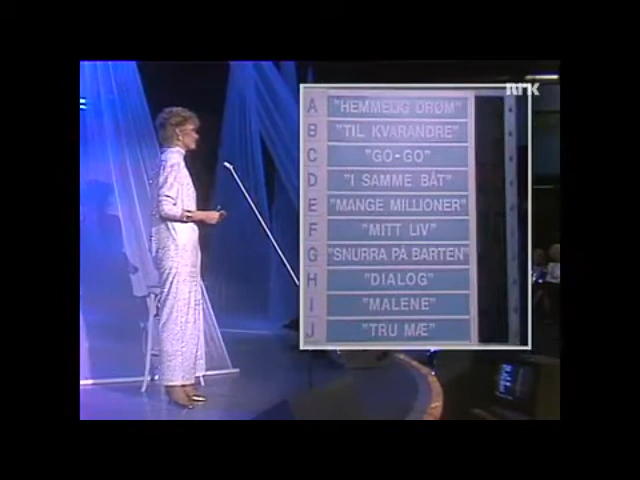 NRK
A "HEMMELIG DRØM"
B "TIL KVARANDRE"
C "GO-GO"
D "I SAMME BÅT"
E "MANGE MILLIONER"
F "MITT LIV"
G "SNURRA PÅ BARTEN"
H "DIALOG"
I "MALENE"
J "TRU MÆ"